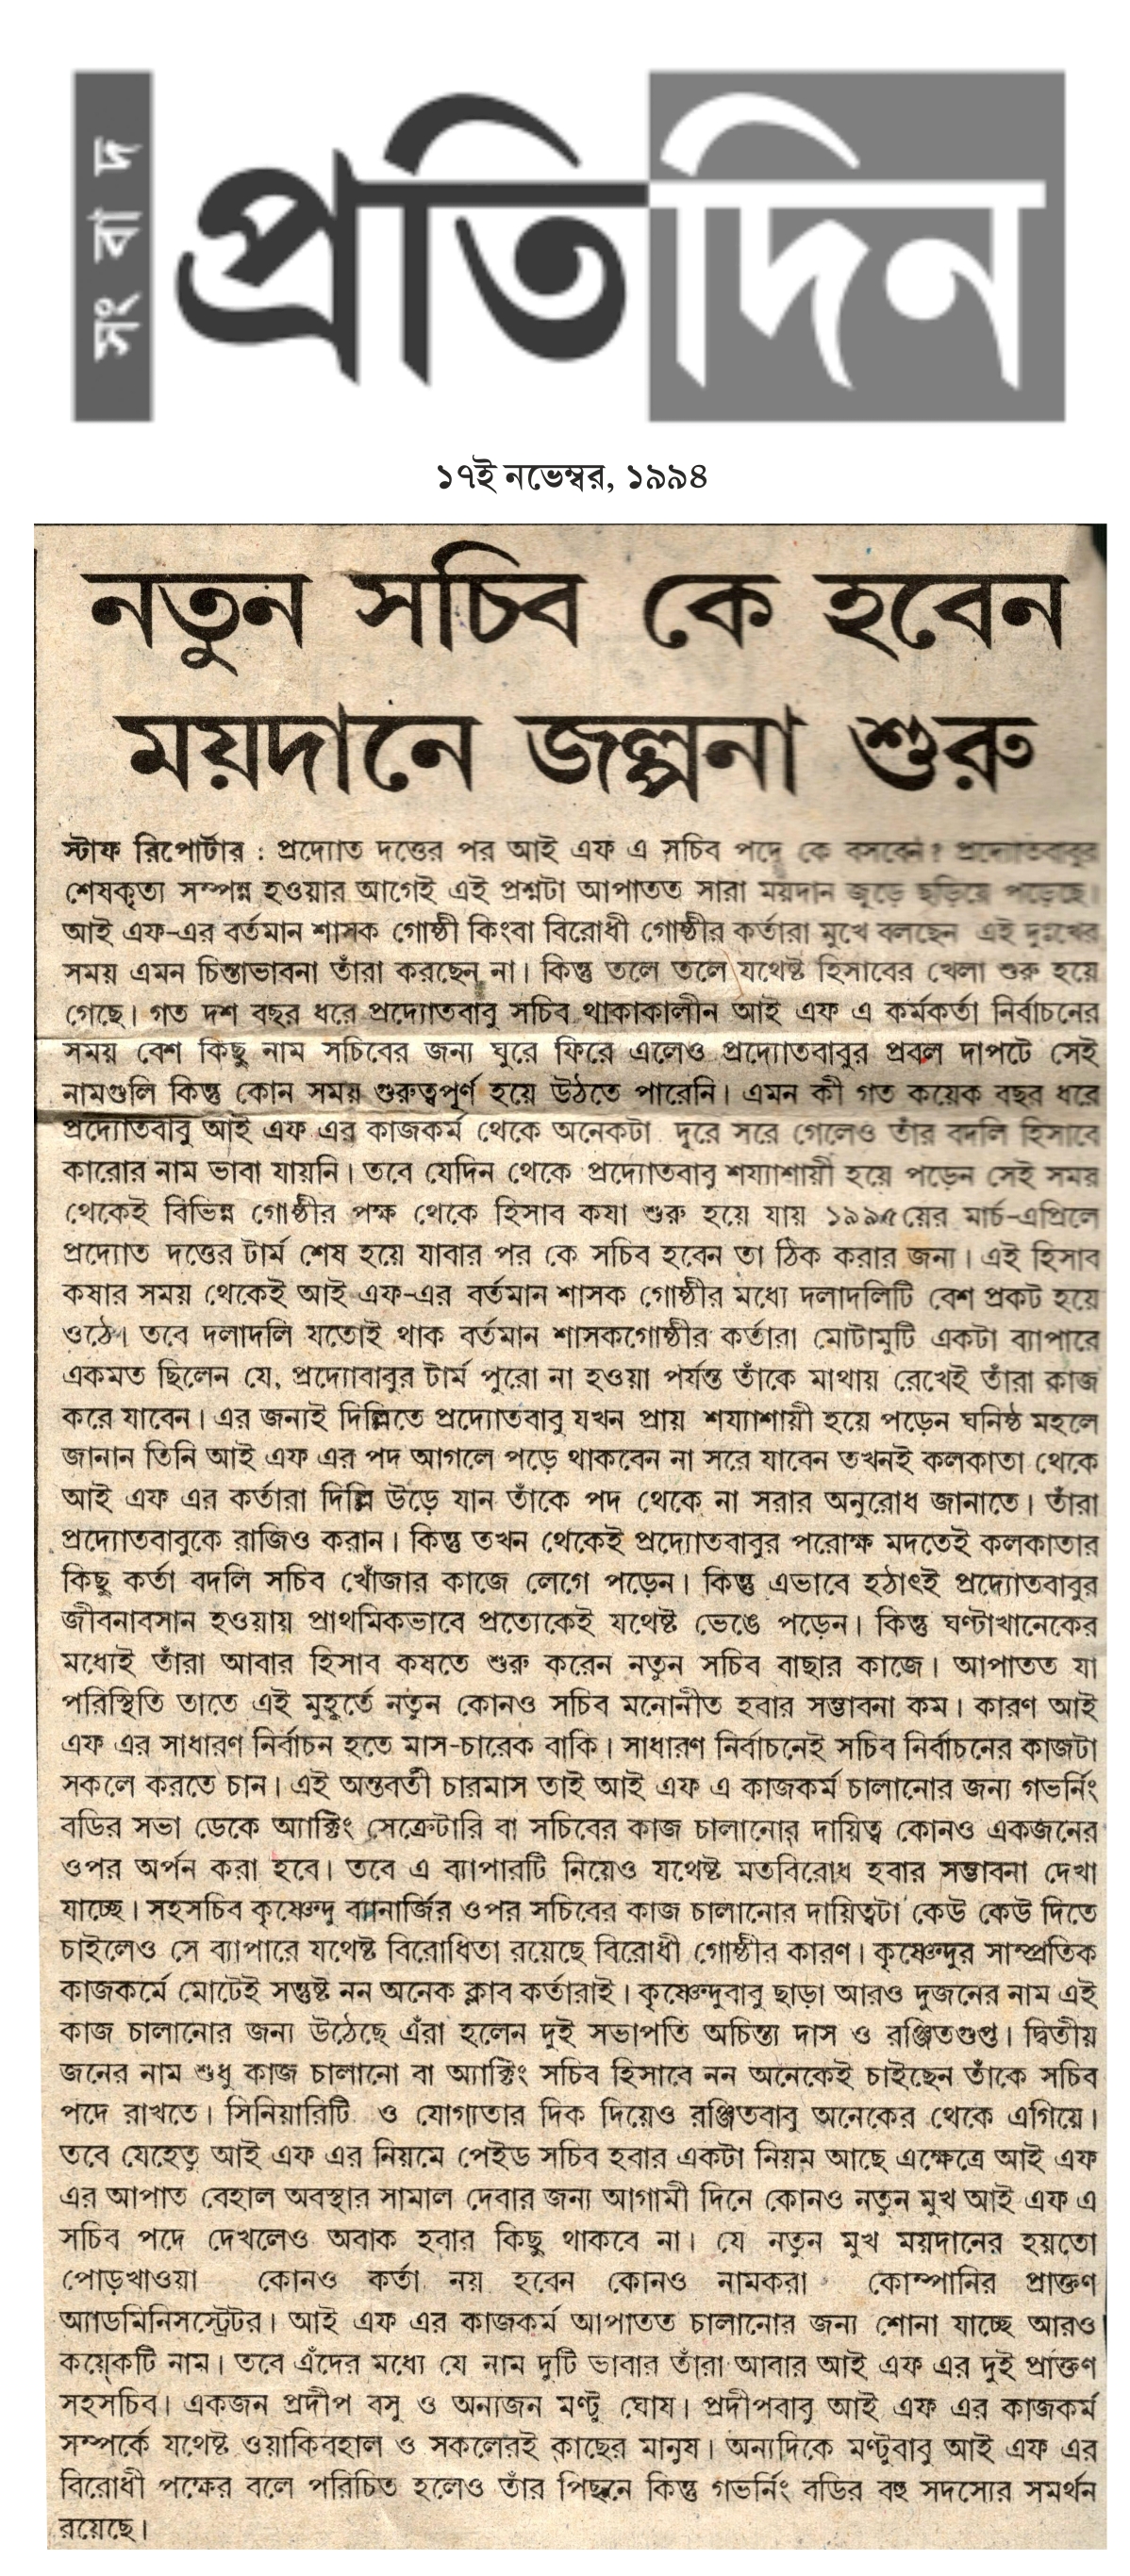 সংবাদ
প্রতিদিন
১৭ই নভেম্বর, ১৯৯৪
নতুন সচিব কে হবেন
ময়দানে জল্পনা শুরু
স্টাফ রিপোর্টার : প্রদ্যোত দত্তের পর আই এফ এ সচিব পদে কে বসবেন? প্রদ্যোতবাবুর
শেষকৃত্য সম্পন্ন হওয়ার আগেই এই প্রশ্নটা আপাতত সারা ময়দান জুড়ে ছড়িয়ে পড়েছে।
আই এফ-এর বর্তমান শাসক গোষ্ঠী কিংবা বিরোধী গোষ্ঠীর কর্তারা মুখে বলছেন এই দুঃখের
সময় এমন চিন্তাভাবনা তাঁরা করছেন না। কিন্তু তলে তলে যথেষ্ট হিসাবের খেলা শুরু হয়ে
গেছে। গত দশ বছর ধরে প্রদ্যোতবাবু সচিব থাকাকালীন আই এফ এ কর্মকর্তা নির্বাচনের
সময় বেশ কিছু নাম সচিবের জন্য ঘুরে ফিরে এলেও প্রদ্যোতবাবুর প্রবল দাপটে সেই
নামগুলি কিন্তু কোন সময় গুরুত্বপূর্ণ হয়ে উঠতে পারেনি। এমন কী গত কয়েক বছর ধরে
প্রদ্যোতবাবু আই এফ এর কাজকর্ম থেকে অনেকটা দূরে সরে গেলেও তাঁর বদলি হিসাবে
কারোর নাম ভাবা যায়নি। তবে যেদিন থেকে প্রদ্যোতবাবু শয্যাশায়ী হয়ে পড়েন সেই সময়
থেকেই বিভিন্ন গোষ্ঠীর পক্ষ থেকে হিসাব কষা শুরু হয়ে যায় ১৯৯৫য়ের মার্চ-এপ্রিলে
প্রদ্যোত দত্তের টার্ম শেষ হয়ে যাবার পর কে সচিব হবেন তা ঠিক করার জন্য। এই হিসাব
কষার সময় থেকেই আই এফ-এর বর্তমান শাসক গোষ্ঠীর মধ্যে দলাদলিটি বেশ প্রকট হয়ে
ওঠে। তবে দলাদলি যতোই থাক বর্তমান শাসকগোষ্ঠীর কর্তারা মোটামুটি একটা ব্যাপারে
একমত ছিলেন যে, প্রদ্যোবাবুর টার্ম পুরো না হওয়া পর্যন্ত তাঁকে মাথায় রেখেই তাঁরা কাজ
করে যাবেন। এর জন্যই দিল্লিতে প্রদ্যোতবাবু যখন প্রায় শয্যাশায়ী হয়ে পড়েন ঘনিষ্ঠ মহলে
জানান তিনি আই এফ এর পদ আগলে পড়ে থাকবেন না সরে যাবেন তখনই কলকাতা থেকে
আই এফ এর কর্তারা দিল্লি উড়ে যান তাঁকে পদ থেকে না সরার অনুরোধ জানাতে। তাঁরা
প্রদ্যোতবাবুকে রাজিও করান। কিন্তু তখন থেকেই প্রদ্যোতবাবুর পরোক্ষ মদতেই কলকাতার
কিছু কর্তা বদলি সচিব খোঁজার কাজে লেগে পড়েন। কিন্তু এভাবে হঠাৎই প্রদ্যোতবাবুর
জীবনাবসান হওয়ায় প্রাথমিকভাবে প্রত্যেকেই যথেষ্ট ভেঙে পড়েন। কিন্তু ঘণ্টাখানেকের
মধ্যেই তাঁরা আবার হিসাব কষতে শুরু করেন নতুন সচিব বাছার কাজে। আপাতত যা
পরিস্থিতি তাতে এই মুহূর্তে নতুন কোনও সচিব মনোনীত হবার সম্ভাবনা কম। কারণ আই
এফ এর সাধারণ নির্বাচন হতে মাস-চারেক বাকি। সাধারণ নির্বাচনেই সচিব নির্বাচনের কাজটা
সকলে করতে চান। এই অন্তবর্তী চারমাস তাই আই এফ এ কাজকর্ম চালানোর জন্য গভর্নিং
বডির সভা ডেকে অ্যাক্টিং সেক্রেটারি বা সচিবের কাজ চালানোর দায়িত্ব কোনও একজনের
ওপর অর্পন করা হবে। তবে এ ব্যাপারটি নিয়েও যথেষ্ট মতবিরোধ হবার সম্ভাবনা দেখা
যাচ্ছে। সহসচিব কৃষ্ণেন্দু ব্যানার্জির ওপর সচিবের কাজ চালানোর দায়িত্বটা কেউ কেউ দিতে
চাইলেও সে ব্যাপারে যথেষ্ট বিরোধিতা রয়েছে বিরোধী গোষ্ঠীর কারণ। কৃষ্ণেন্দুর সাম্প্রতিক
কাজকর্মে মোটেই সন্তুষ্ট নন অনেক ক্লাব কর্তারাই। কৃষ্ণেন্দুবাবু ছাড়া আরও দুজনের নাম এই
কাজ চালানোর জন্য উঠেছে এঁরা হলেন দুই সভাপতি অচিন্ত্য দাস ও রঞ্জিতগুপ্ত। দ্বিতীয়
জনের নাম শুধু কাজ চালানো বা অ্যাক্টিং সচিব হিসাবে নন অনেকেই চাইছেন তাঁকে সচিব
পদে রাখতে। সিনিয়ারিটি ও যোগ্যতার দিক দিয়েও রঞ্জিতবাবু অনেকের থেকে এগিয়ে।
তবে যেহেতু আই এফ এর নিয়মে পেইড সচিব হবার একটা নিয়ম আছে এক্ষেত্রে আই এফ
এর আপাত বেহাল অবস্থার সামাল দেবার জন্য আগামী দিনে কোনও নতুন মুখ আই এফ এ
সচিব পদে দেখলেও অবাক হবার কিছু থাকবে না। যে নতুন মুখ ময়দানের হয়তো
পোড়খাওয়া কোনও কর্তা নয় হবেন কোনও নামকরা কোম্পানির প্রাক্তণ
অ্যাডমিনিসস্ট্রেটর। আই এফ এর কাজকর্ম আপাতত চালানোর জন্য শোনা যাচ্ছে আরও
কয়েকটি নাম। তবে এঁদের মধ্যে যে নাম দুটি ভাবার তাঁরা আবার আই এফ এর দুই প্রাক্তণ
সহসচিব। একজন প্রদীপ বসু ও অন্যজন মণ্টু ঘোষ। প্রদীপবাবু আই এফ এর কাজকর্ম
সম্পর্কে যথেষ্ট ওয়াকিবহাল ও সকলেরই কাছের মানুষ। অন্যদিকে মণ্টুবাবু আই এফ এর
বিরোধী পক্ষের বলে পরিচিত হলেও তাঁর পিছনে কিন্তু গভর্নিং বডির বহু সদস্যের সমর্থন
রয়েছে।